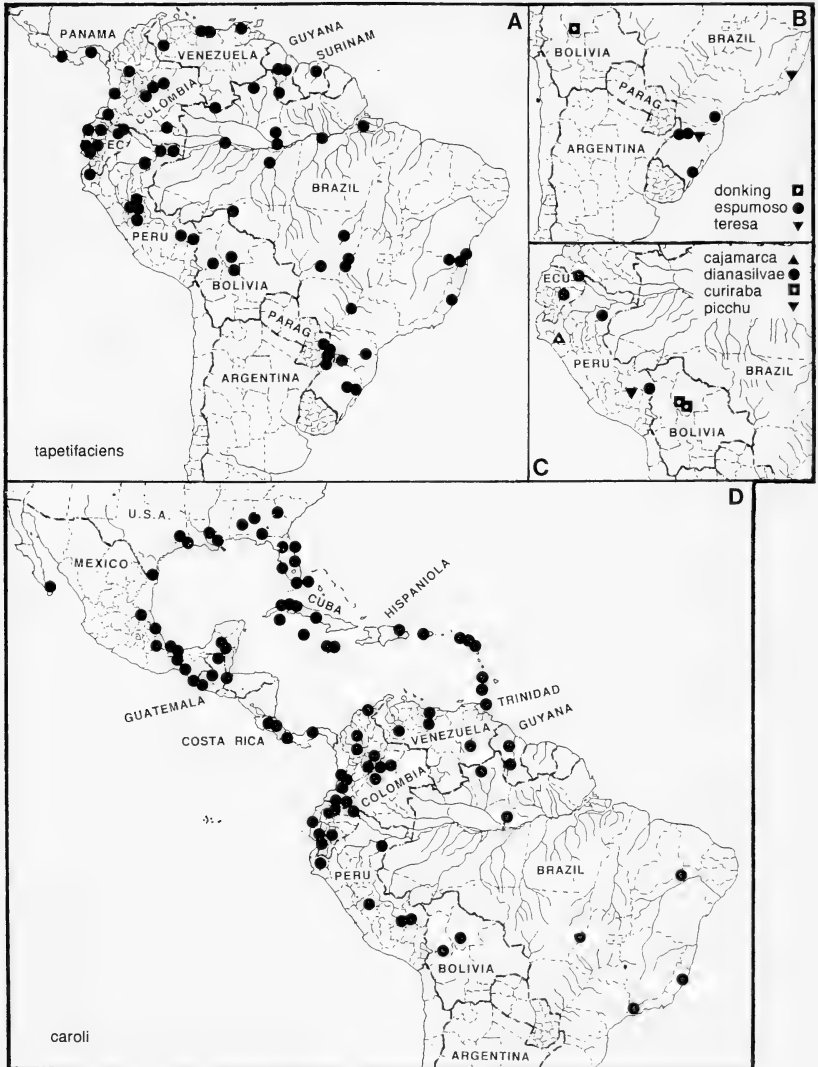 A
PANAMA
VENEZUELA
GUYANA
SURINAM
COLOMBIA
EC
BRAZIL
PERU
BOLIVIA
PARAG
ARGENTINA
tapetifaciens
B
BOLIVIA
BRAZIL
PARAG
ARGENTINA
donking
espumoso
teresa
cajamarca
dianasilvae
curiraba
picchu
ECU
PERU
BRAZIL
BOLIVIA
C
D
U.S.A.
MEXICO
CUBA
HISPANIOLA
GUATEMALA
TRINIDAD
COSTA RICA
VENEZUELA
GUYANA
COLOMBIA
PERU
BRAZIL
BOLIVIA
caroli
ARGENTINA